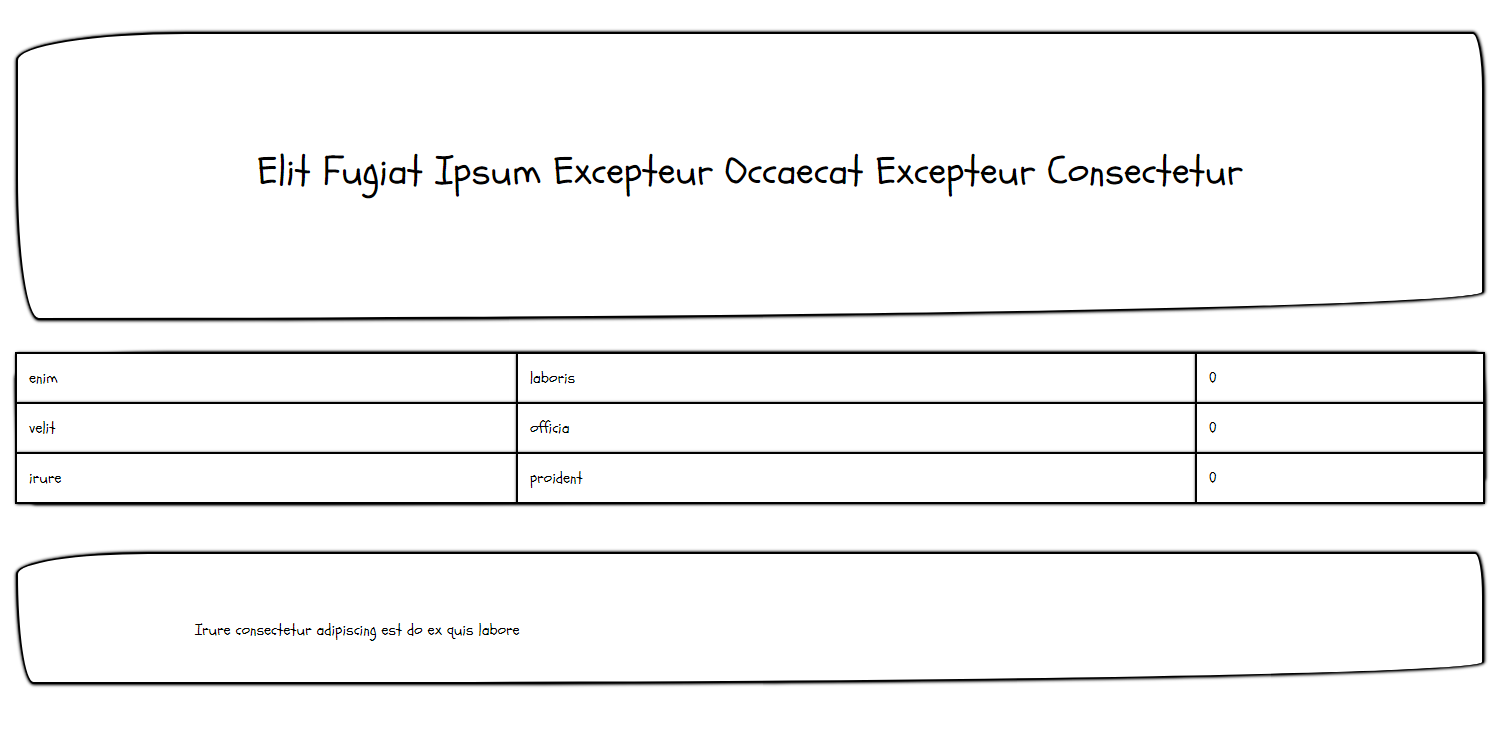 Elit Fugiat Ipsum Excepteur Occaecat Excepteur Consectetur
enim laboris 0
velit officia 0
irure proident 0
Irure consectetur adipiscing est do ex quis labore